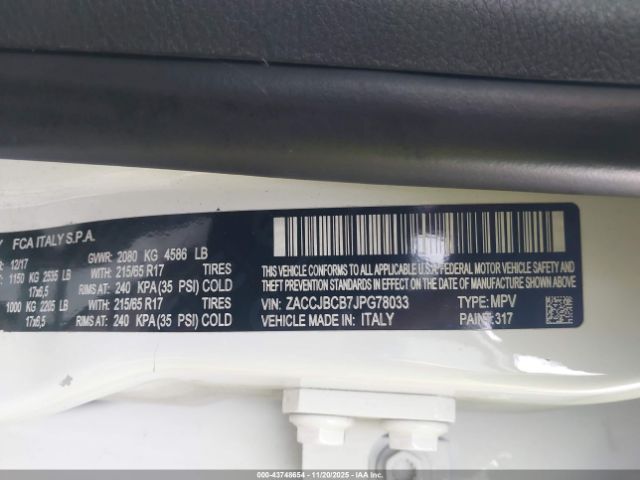 FCA ITALY S.P.A.
12/17 GVWR: 2080 KG 4586 LB
1150 KG 2535 LB WITH: 215/65 R17 TIRES
17x6,5 RIMS AT: 240 KPA (35 PSI) COLD
1000 KG 2205 LB WITH: 215/65 R17 TIRES
17x6,5 RIMS AT: 240 KPA (35 PSI) COLD
THIS VEHICLE CONFORMS TO ALL APPLICABLE U.S. FEDERAL MOTOR VEHICLE SAFETY, BUMPER, AND
THEFT PREVENTION STANDARDS IN EFFECT ON THE DATE OF MANUFACTURE SHOWN ABOVE.
VIN: ZACCJBCB7JPG78033 TYPE: MPV
VEHICLE MADE IN: ITALY PAINT: 317
000-43748654 - 11/20/2025 - IAA Inc.